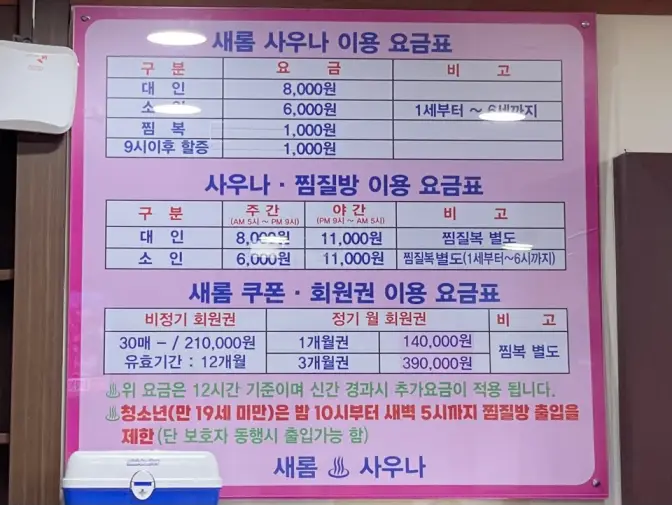 새롬 사우나 이용 요금표
구 분 요 금 비 고
대 인 8,000원
소 인 6,000원 1세부터 ~ 6세까지
찜 복 1,000원
9시이후 할증 1,000원
사우나 · 찜질방 이용 요금표
구 분 주 간 (AM 5시 ~ PM 9시) 야 간 (PM 9시 ~ AM 5시) 비 고
대 인 8,000원 11,000원 찜질복 별도
소 인 6,000원 11,000원 찜질복별도(1세부터~6시까지)
새롬 쿠폰 · 회원권 이용 요금표
비정기 회원권 정기 월 회원권 비 고
30매 - / 210,000원 1개월권 140,000원 찜복 별도
유효기간 : 12개월 3개월권 390,000원
♨위 요금은 12시간 기준이며 신간 경과시 추가요금이 적용 됩니다.
♨청소년(만 19세 미만)은 밤 10시부터 새벽 5시까지 찜질방 출입을
제한(단 보호자 동행시 출입가능 함)
새롬 ♨ 사우나